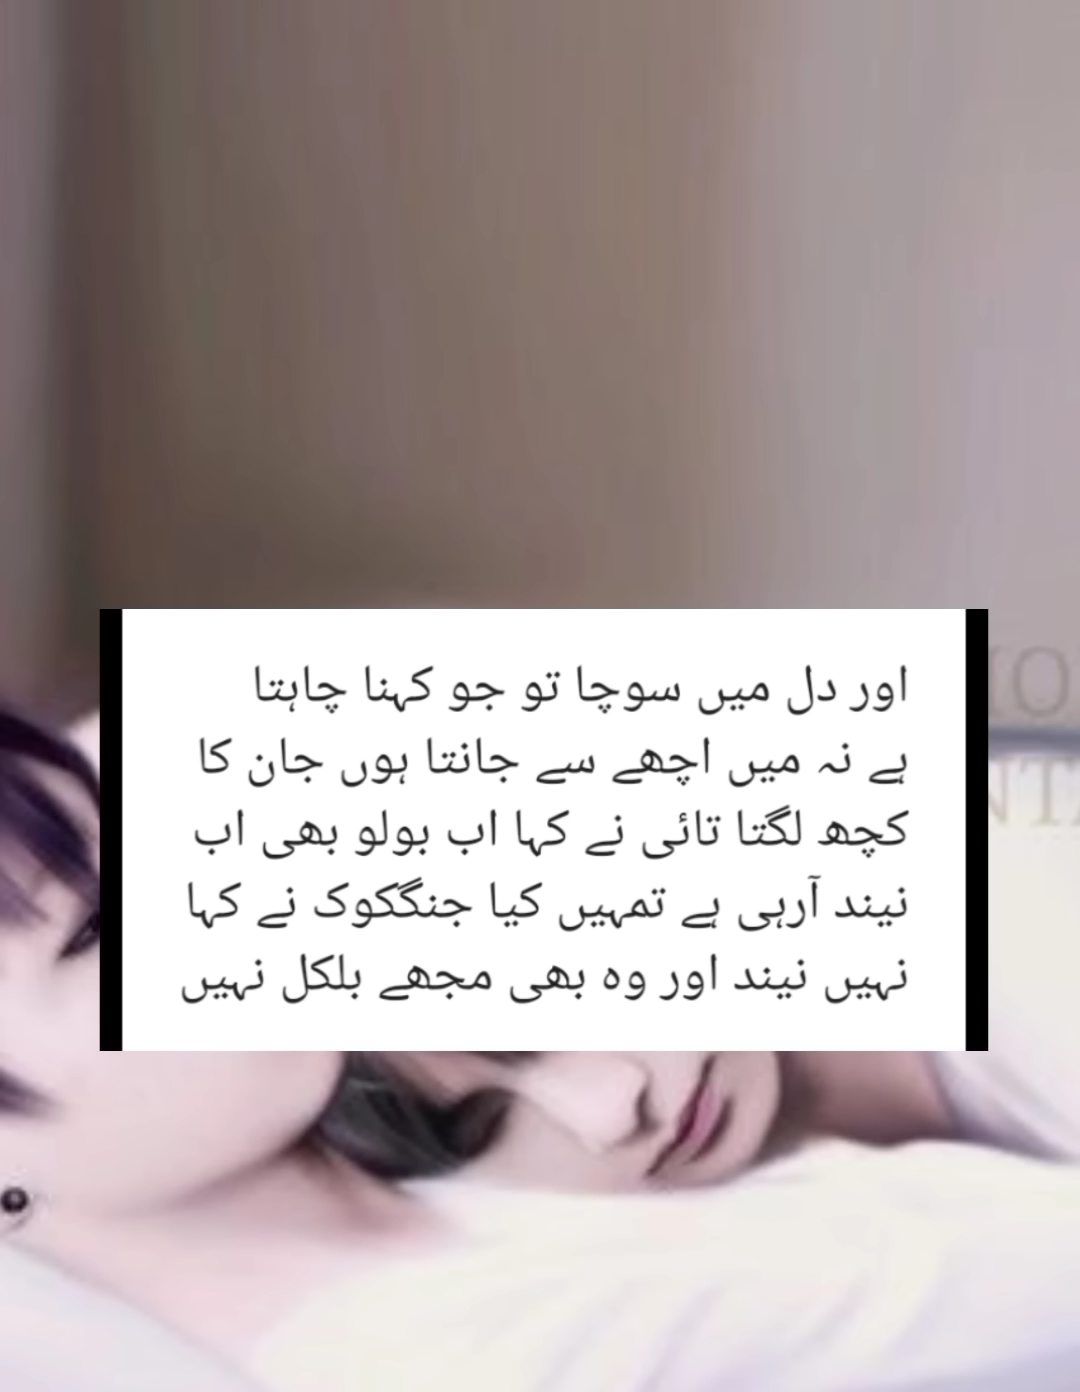 اور دل میں سوچا تو جو کہنا چاہتا
ہے نہ میں اچھے سے جانتا ہوں جان کا
کچھ لگتا تائی نے کہا اب بولو بھی اب
نیند آرہی ہے تمہیں کیا جنگکوک نے کہا
نہیں نیند اور وہ بھی مجھے بلکل نہیں